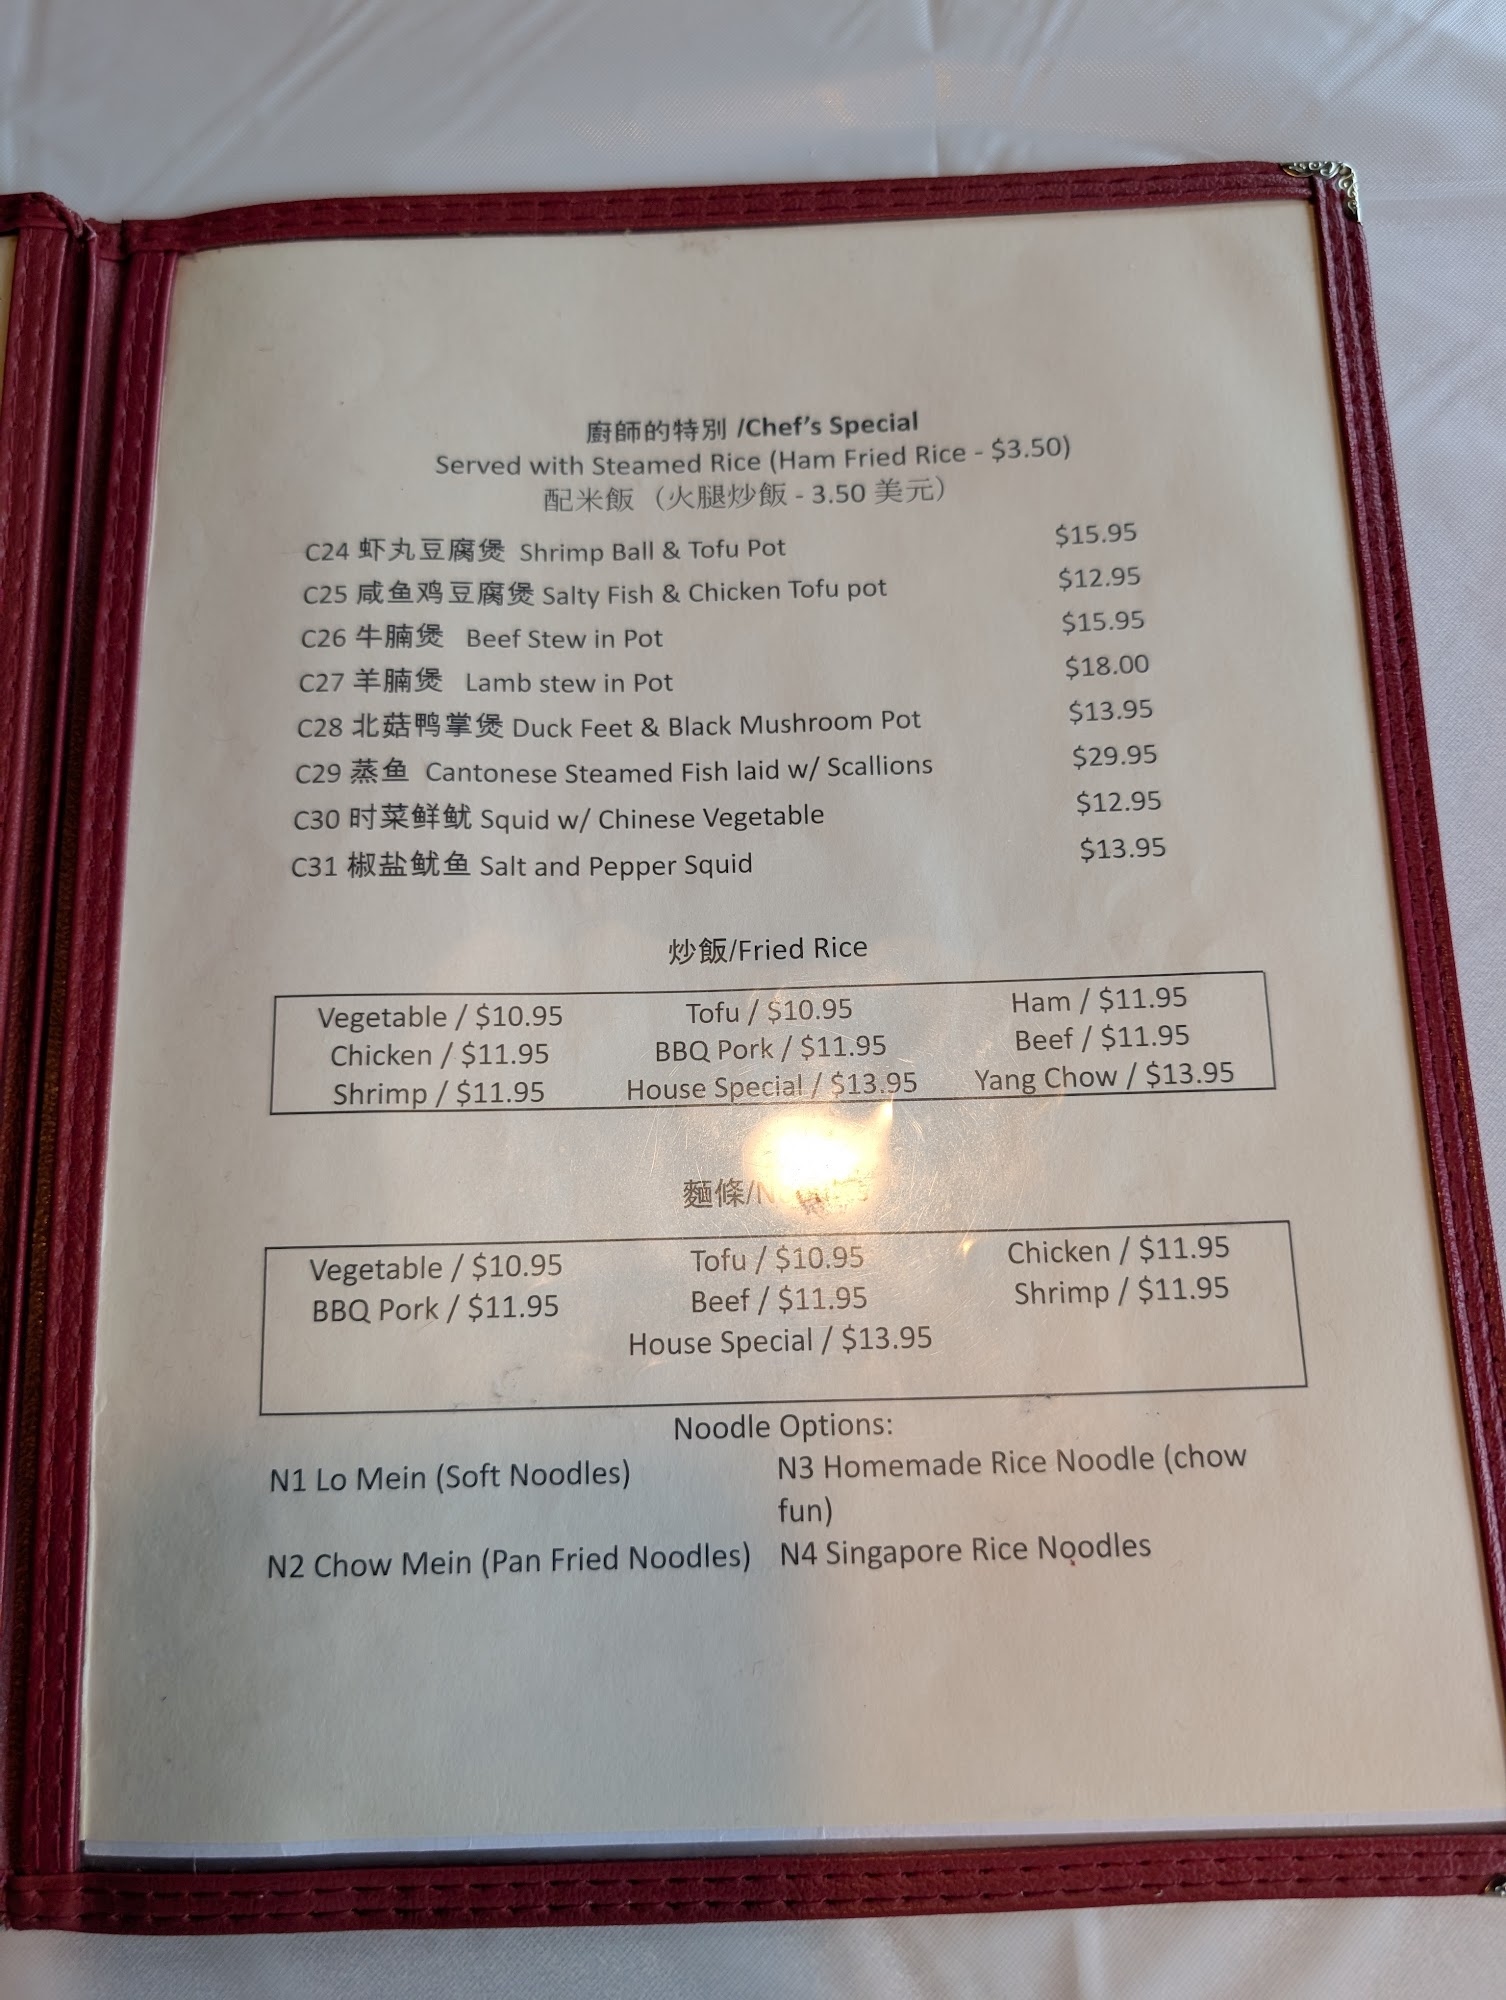 廚師的特別 /Chef's Special
Served with Steamed Rice (Ham Fried Rice - $3.50)
配米飯 （火腿炒飯 - 3.50 美元）
C24 虾丸豆腐煲 Shrimp Ball & Tofu Pot $15.95
C25 咸鱼鸡豆腐煲 Salty Fish & Chicken Tofu pot $12.95
C26 牛腩煲 Beef Stew in Pot $15.95
C27 羊腩煲 Lamb stew in Pot $18.00
C28 北菇鸭掌煲 Duck Feet & Black Mushroom Pot $13.95
C29 蒸鱼 Cantonese Steamed Fish laid w/ Scallions $29.95
C30 时菜鲜鱿 Squid w/ Chinese Vegetable $12.95
C31 椒盐鱿鱼 Salt and Pepper Squid $13.95
炒飯/Fried Rice
Vegetable / $10.95 Tofu / $10.95 Ham / $11.95
Chicken / $11.95 BBQ Pork / $11.95 Beef / $11.95
Shrimp / $11.95 House Special / $13.95 Yang Chow / $13.95
麵條/
Vegetable / $10.95 Tofu / $10.95 Chicken / $11.95
BBQ Pork / $11.95 Beef / $11.95 Shrimp / $11.95
House Special / $13.95
Noodle Options:
N1 Lo Mein (Soft Noodles) N3 Homemade Rice Noodle (chow
fun)
N2 Chow Mein (Pan Fried Noodles) N4 Singapore Rice Noodles